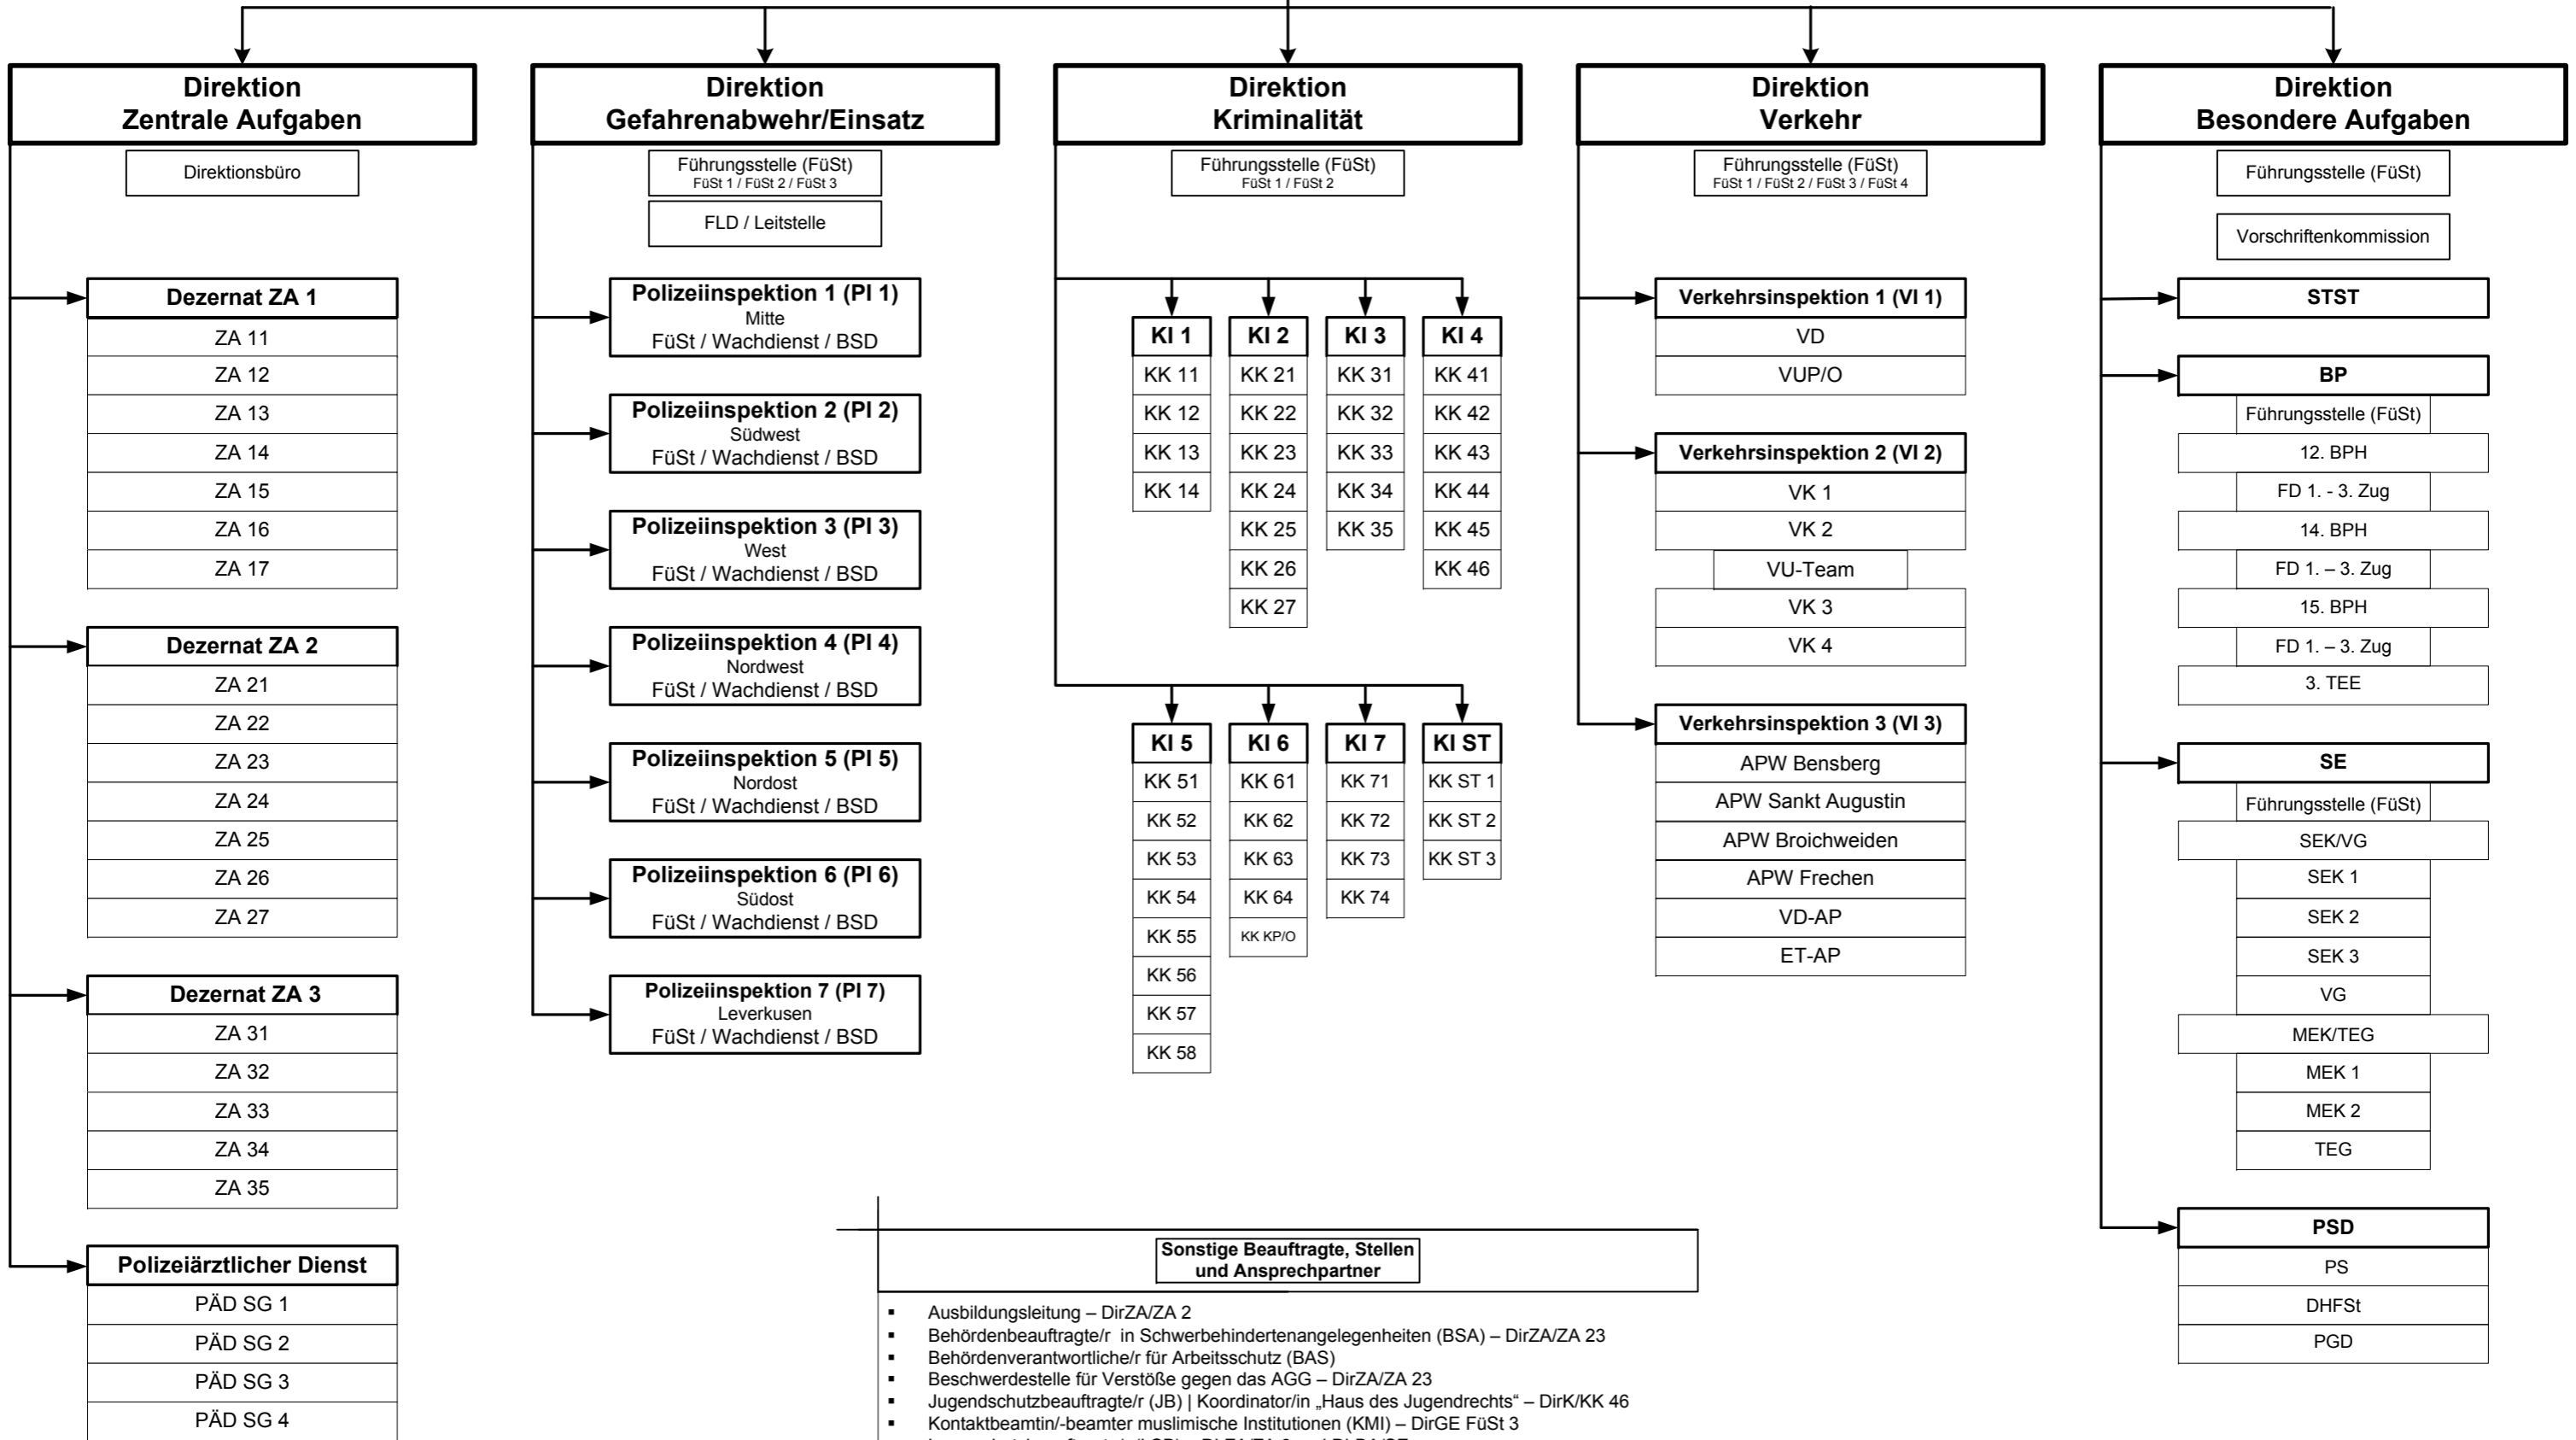 Direktion
Zentrale Aufgaben
Direktionsbüro
Dezernat ZA 1
ZA 11
ZA 12
ZA 13
ZA 14
ZA 15
ZA 16
ZA 17
Dezernat ZA 2
ZA 21
ZA 22
ZA 23
ZA 24
ZA 25
ZA 26
ZA 27
Dezernat ZA 3
ZA 31
ZA 32
ZA 33
ZA 34
ZA 35
Polizeiärztlicher Dienst
PÄD SG 1
PÄD SG 2
PÄD SG 3
PÄD SG 4
Direktion
Gefahrenabwehr/Einsatz
Führungsstelle (FüSt)
FüSt 1 / FüSt 2 / FüSt 3
FLD / Leitstelle
Polizeiinspektion 1 (PI 1)
Mitte
FüSt / Wachdienst / BSD
Polizeiinspektion 2 (PI 2)
Südwest
FüSt / Wachdienst / BSD
Polizeiinspektion 3 (PI 3)
West
FüSt / Wachdienst / BSD
Polizeiinspektion 4 (PI 4)
Nordwest
FüSt / Wachdienst / BSD
Polizeiinspektion 5 (PI 5)
Nordost
FüSt / Wachdienst / BSD
Polizeiinspektion 6 (PI 6)
Südost
FüSt / Wachdienst / BSD
Polizeiinspektion 7 (PI 7)
Leverkusen
FüSt / Wachdienst / BSD
Direktion
Kriminalität
Führungsstelle (FüSt)
FüSt 1 / FüSt 2
KI 1
KK 11
KK 12
KK 13
KK 14
KI 2
KK 21
KK 22
KK 23
KK 24
KK 25
KK 26
KK 27
KI 3
KK 31
KK 32
KK 33
KK 34
KK 35
KI 4
KK 41
KK 42
KK 43
KK 44
KK 45
KK 46
KI 5
KK 51
KK 52
KK 53
KK 54
KK 55
KK 56
KK 57
KK 58
KI 6
KK 61
KK 62
KK 63
KK 64
KK KP/O
KI 7
KK 71
KK 72
KK 73
KK 74
KI ST
KK ST 1
KK ST 2
KK ST 3
Direktion
Verkehr
Führungsstelle (FüSt)
FüSt 1 / FüSt 2 / FüSt 3 / FüSt 4
Verkehrsinspektion 1 (VI 1)
VD
VUP/O
Verkehrsinspektion 2 (VI 2)
VK 1
VK 2
VU-Team
VK 3
VK 4
Verkehrsinspektion 3 (VI 3)
APW Bensberg
APW Sankt Augustin
APW Broichweiden
APW Frechen
VD-AP
ET-AP
Direktion
Besondere Aufgaben
Führungsstelle (FüSt)
Vorschriftenkommission
STST
BP
Führungsstelle (FüSt)
12. BPH
FD 1. - 3. Zug
14. BPH
FD 1. – 3. Zug
15. BPH
FD 1. – 3. Zug
3. TEE
SE
Führungsstelle (FüSt)
SEK/VG
SEK 1
SEK 2
SEK 3
VG
MEK/TEG
MEK 1
MEK 2
TEG
PSD
PS
DHFSt
PGD
Sonstige Beauftragte, Stellen
und Ansprechpartner
▪ Ausbildungsleitung – DirZA/ZA 2
▪ Behördenbeauftragte/r in Schwerbehindertenangelegenheiten (BSA) – DirZA/ZA 23
▪ Behördenverantwortliche/r für Arbeitsschutz (BAS)
▪ Beschwerdestelle für Verstöße gegen das AGG – DirZA/ZA 23
▪ Jugendschutzbeauftragte/r (JB) | Koordinator/in „Haus des Jugendrechts“ – DirK/KK 46
▪ Kontaktbeamtin/-beamter muslimische Institutionen (KMI) – DirGE FüSt 3